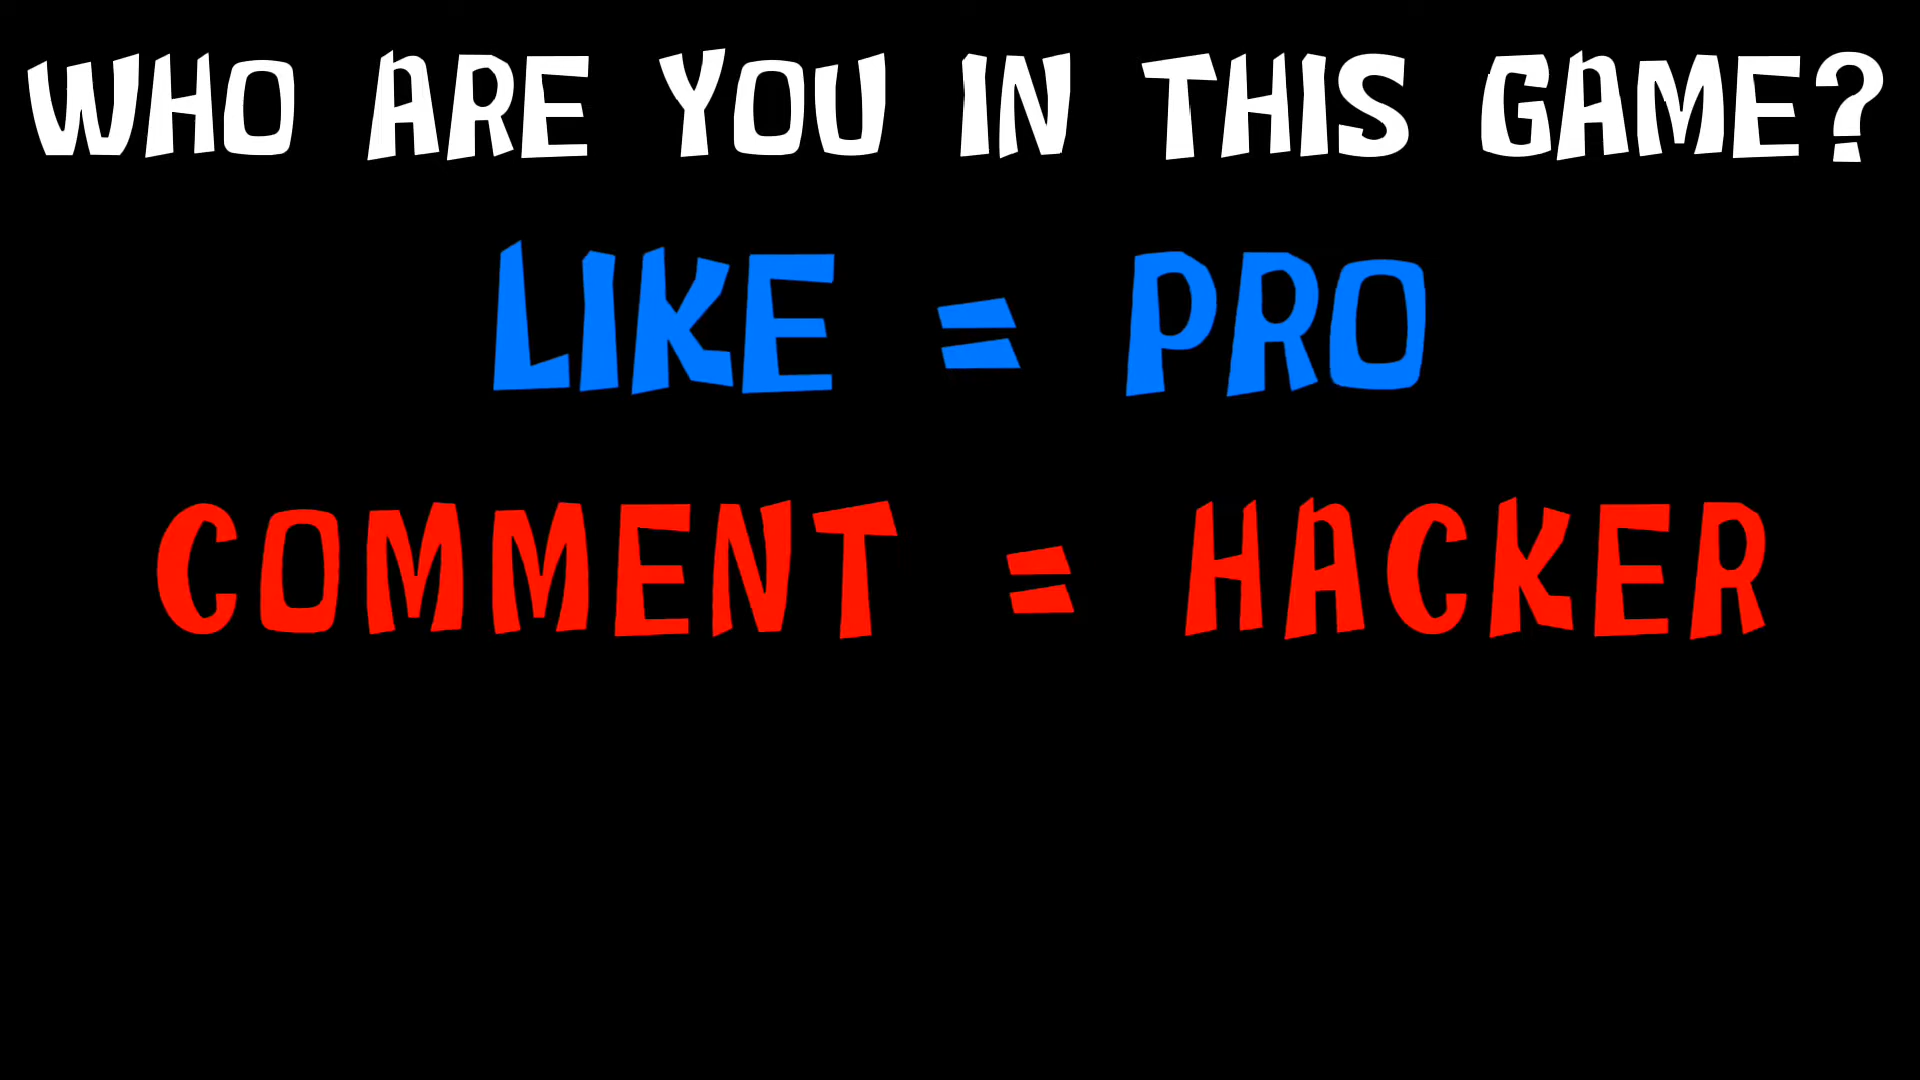 WHO ARE YOU IN THIS GAME?
LIKE = PRO
COMMENT = HACKER